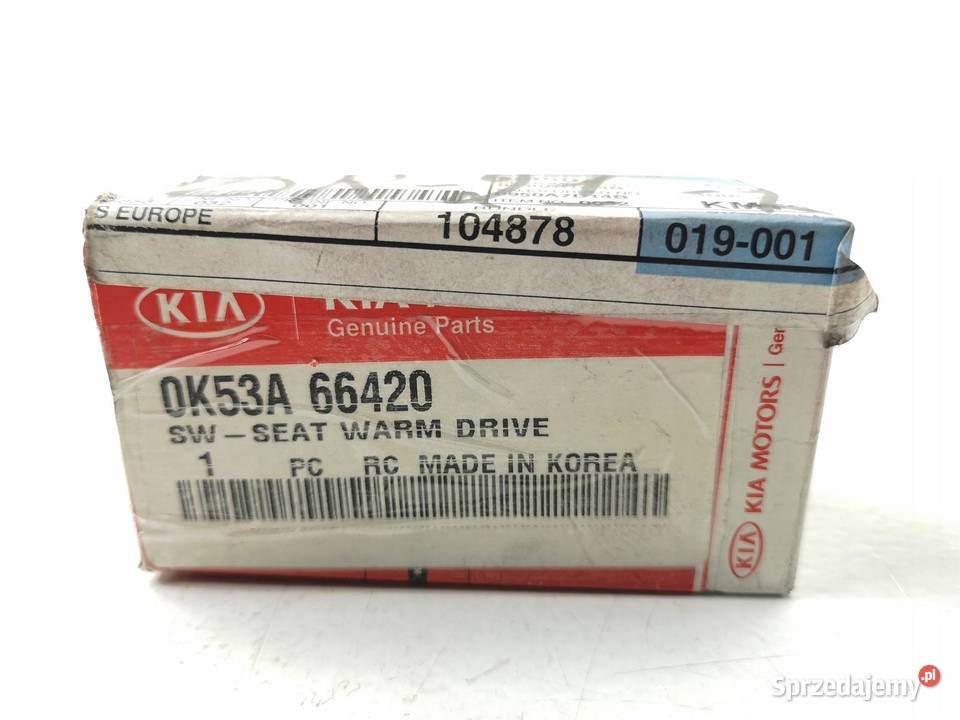 S EUROPE 104878 019-001
KIA
Genuine Parts
0K53A 66420
SW-SEAT WARM DRIVE
1 PC RC MADE IN KOREA
KIA KIA MOTORS
Sprzedajemy.pl